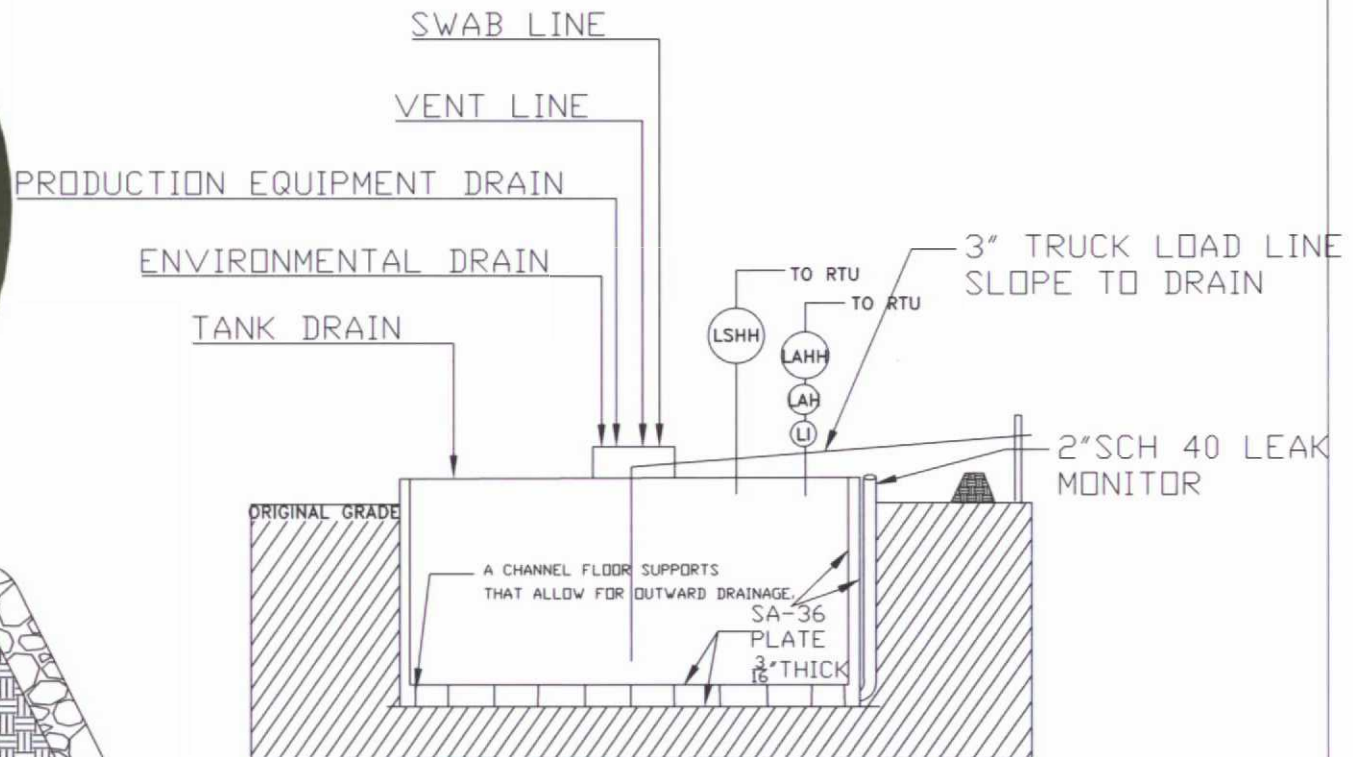 SWAB LINE
VENT LINE
PRODUCTION EQUIPMENT DRAIN
ENVIRONMENTAL DRAIN
TANK DRAIN
TO RTU
TO RTU
3" TRUCK LOAD LINE
SLOPE TO DRAIN
LSHH
LAHH
LAH
LI
2"SCH 40 LEAK
MONITOR
ORIGINAL GRADE
A CHANNEL FLOOR SUPPORTS
THAT ALLOW FOR OUTWARD DRAINAGE.
SA-36
PLATE
3/16"THICK